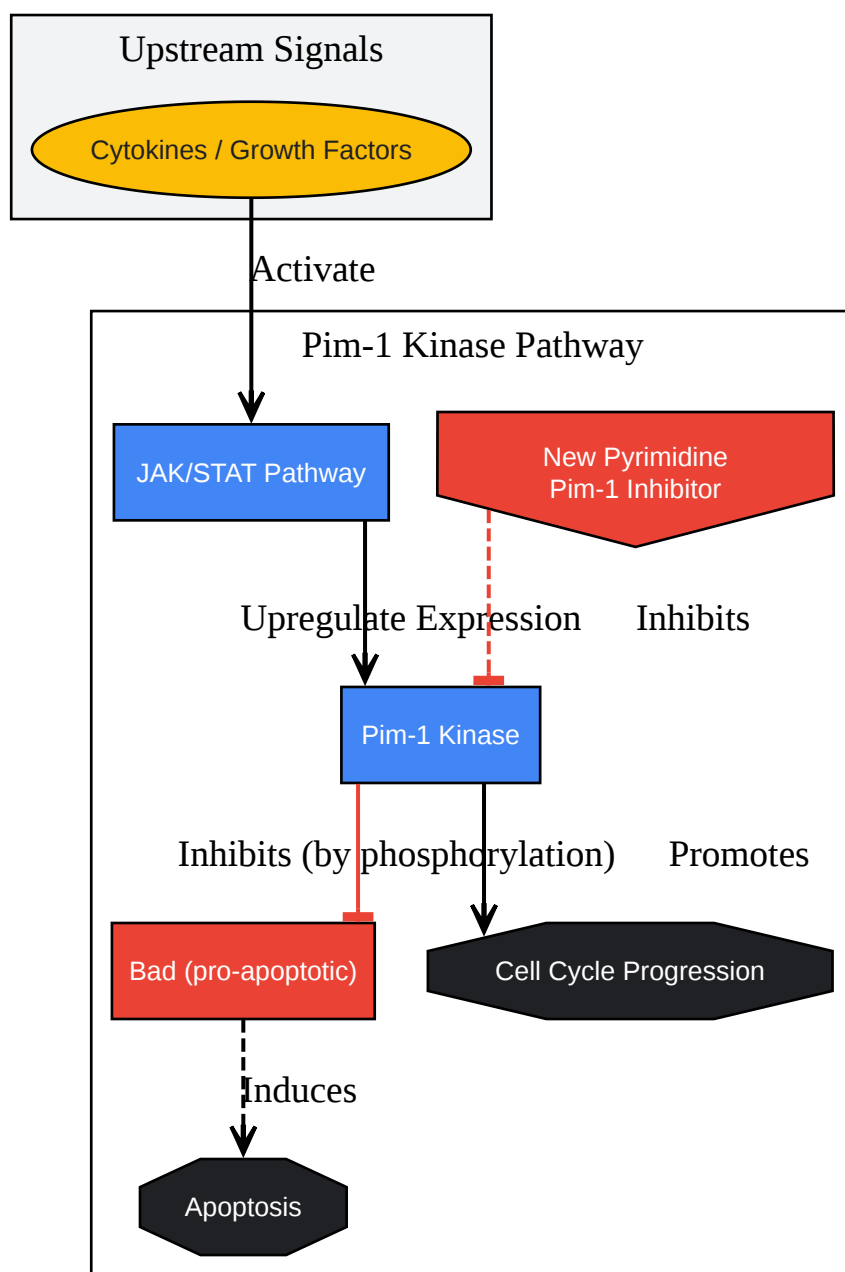 Upstream Signals
Cytokines / Growth Factors
Activate
Pim-1 Kinase Pathway
JAK/STAT Pathway
New Pyrimidine
Pim-1 Inhibitor
Upregulate Expression
Inhibits
Pim-1 Kinase
Inhibits (by phosphorylation)
Promotes
Bad (pro-apoptotic)
Cell Cycle Progression
Induces
Apoptosis